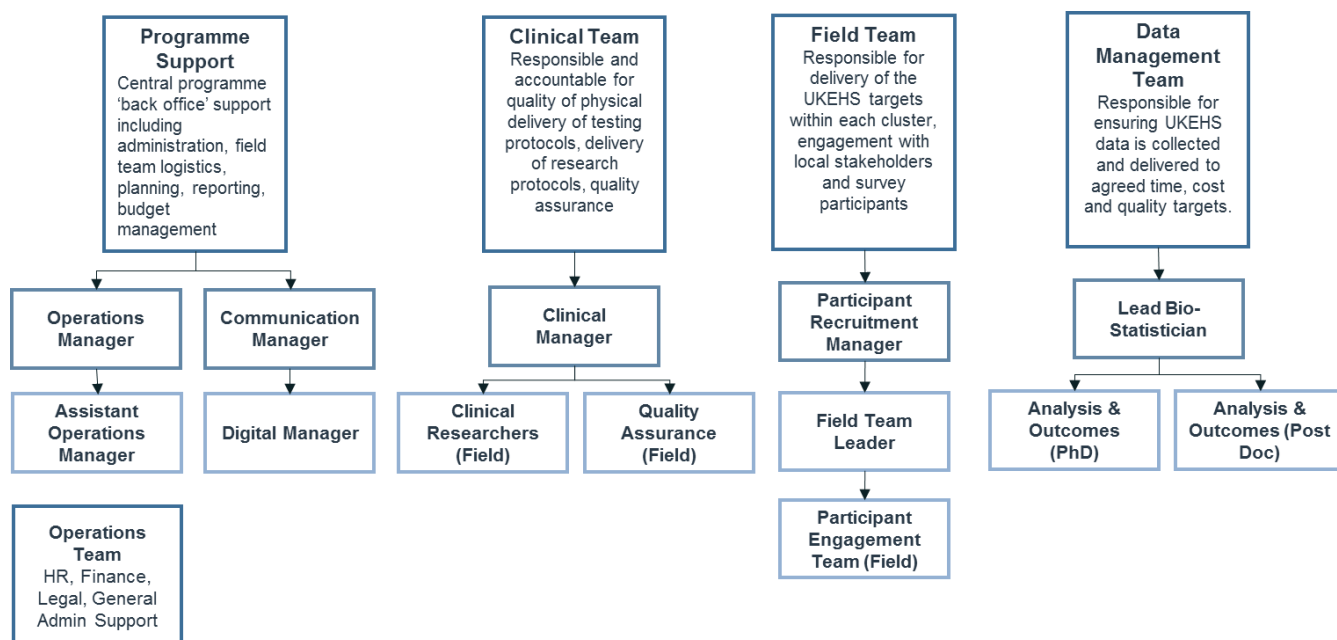 Programme
Support
Central programme
‘back office’ support
including
administration, field
team logistics,
planning, reporting,
budget
management
Clinical Team
Responsible and
accountable for
quality of physical
delivery of testing
protocols, delivery
of research
protocols, quality
assurance
Field Team
Responsible for
delivery of the
UKEHS targets
within each cluster,
engagement with
local stakeholders
and survey
participants
Data
Management
Team
Responsible for
ensuring UKEHS
data is collected
and delivered to
agreed time, cost
and quality targets.
Operations
Manager
Communication
Manager
Clinical
Manager
Participant
Recruitment
Manager
Lead Bio-
Statistician
Assistant
Operations
Manager
Digital Manager
Clinical
Researchers
(Field)
Quality
Assurance
(Field)
Field Team
Leader
Analysis &
Outcomes
(PhD)
Analysis &
Outcomes (Post
Doc)
Participant
Engagement
Team (Field)
Operations
Team
HR, Finance,
Legal, General
Admin Support